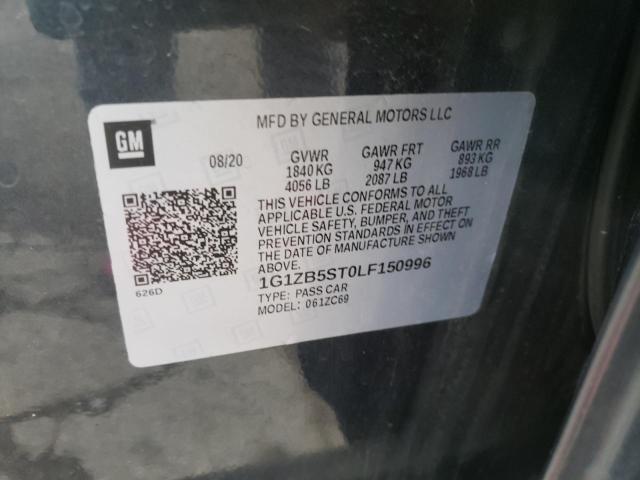 MFD BY GENERAL MOTORS LLC
GM
08/20
GVWR GAWR FRT GAWR RR
1840 KG 947 KG 893 KG
4056 LB 2087 LB 1968 LB
THIS VEHICLE CONFORMS TO ALL
APPLICABLE U.S. FEDERAL MOTOR
VEHICLE SAFETY, BUMPER, AND THEFT
PREVENTION STANDARDS IN EFFECT ON
THE DATE OF MANUFACTURE SHOWN
ABOVE.
626D
1G1ZB5ST0LF150996
TYPE: PASS CAR
MODEL: 061ZC69